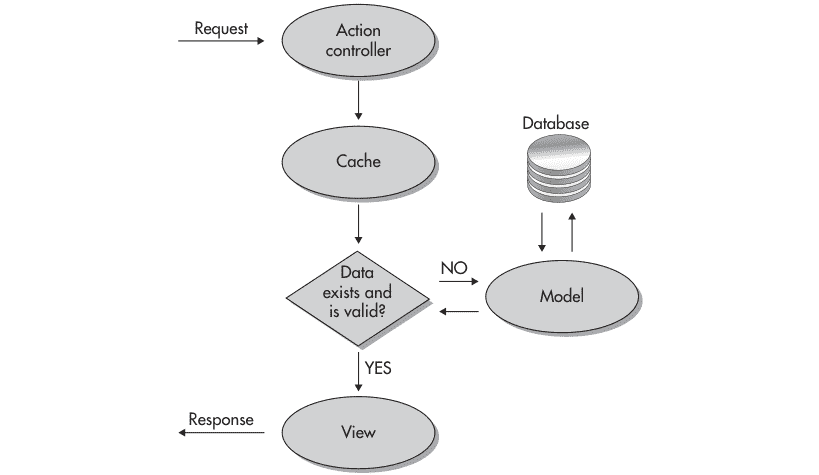 Request
Action
controller
Cache
Database
Data
exists and
is valid?
NO
Model
YES
Response
View